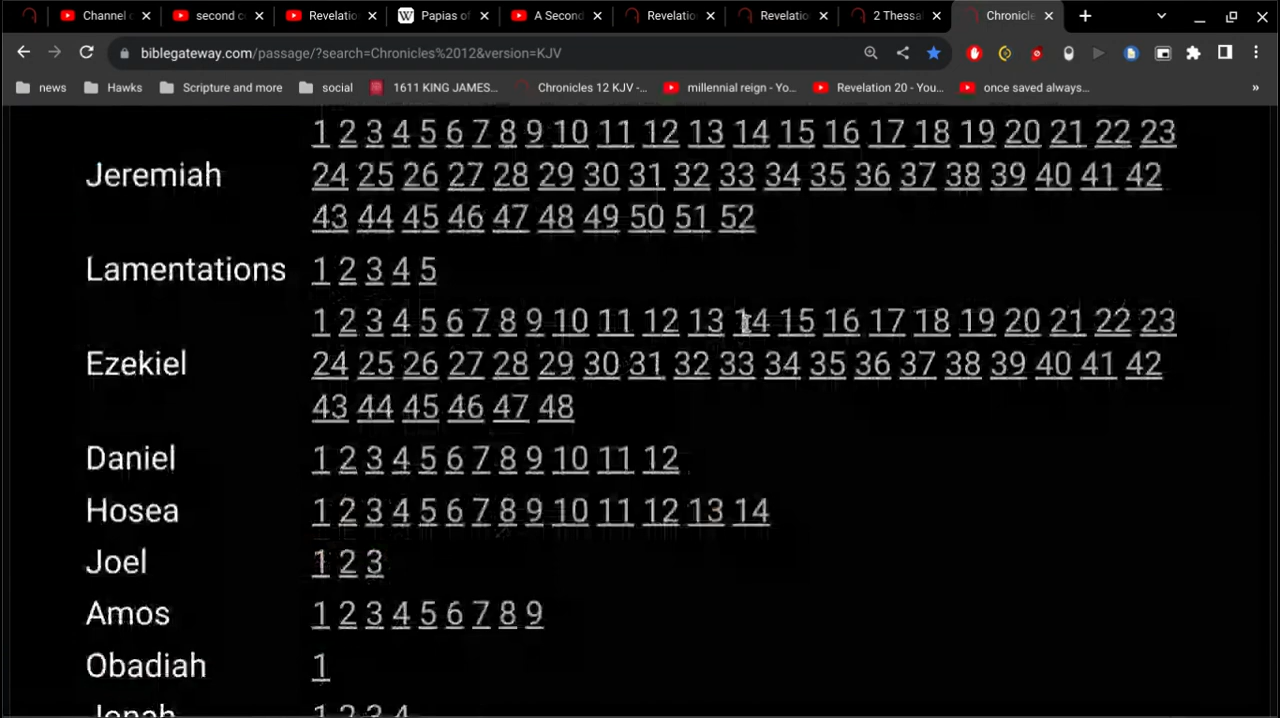 Channel c
second c
Revelatio
Papias of
A Second
Revelatio
Revelatio
2 Thessa
Chronicle
biblegateway.com/passage/?search=Chronicles%2012&version=KJV
news
Hawks
Scripture and more
social
1611 KING JAMES...
Chronicles 12 KJV -...
millennial reign - Yo...
Revelation 20 - You...
once saved always...
»
1 2 3 4 5 6 7 8 9 10 11 12 13 14 15 16 17 18 19 20 21 22 23
Jeremiah 24 25 26 27 28 29 30 31 32 33 34 35 36 37 38 39 40 41 42
43 44 45 46 47 48 49 50 51 52
Lamentations 1 2 3 4 5
1 2 3 4 5 6 7 8 9 10 11 12 13 14 15 16 17 18 19 20 21 22 23
Ezekiel 24 25 26 27 28 29 30 31 32 33 34 35 36 37 38 39 40 41 42
43 44 45 46 47 48
Daniel 1 2 3 4 5 6 7 8 9 10 11 12
Hosea 1 2 3 4 5 6 7 8 9 10 11 12 13 14
Joel 1 2 3
Amos 1 2 3 4 5 6 7 8 9
Obadiah 1
Jonah 1 2 3 4